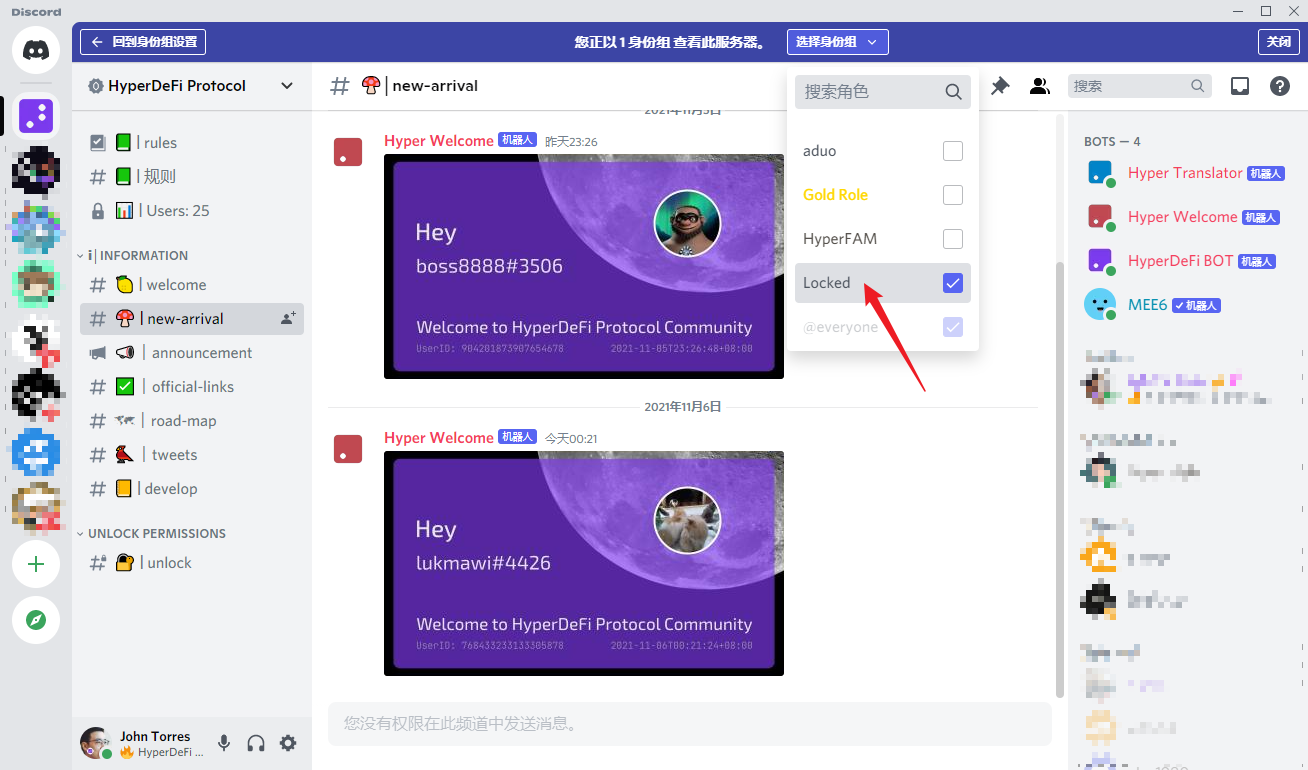 Discord
回到身份组设置
您正以 1 身份组 查看此服务器。
选择身份组
关闭
HyperDeFi Protocol
| rules
| 规则
| Users: 25
i | INFORMATION
| welcome
| new-arrival
| announcement
| official-links
| road-map
| tweets
| develop
UNLOCK PERMISSIONS
| unlock
John Torres
HyperDeFi ...
| new-arrival
搜索
2021年11月5日
Hyper Welcome 机器人 昨天23:26
Hey
boss8888#3506
Welcome to HyperDeFi Protocol Community
UserID: 904201873907654678 2021-11-05T23:26:48+08:00
2021年11月6日
Hyper Welcome 机器人 今天00:21
Hey
lukmawi#4426
Welcome to HyperDeFi Protocol Community
UserID: 768433233133305878 2021-11-06T00:21:24+08:00
您没有权限在此频道中发送消息。
搜索角色
aduo
Gold Role
HyperFAM
Locked
@everyone
BOTS — 4
Hyper Translator 机器人
Hyper Welcome 机器人
HyperDeFi BOT 机器人
MEE6 机器人